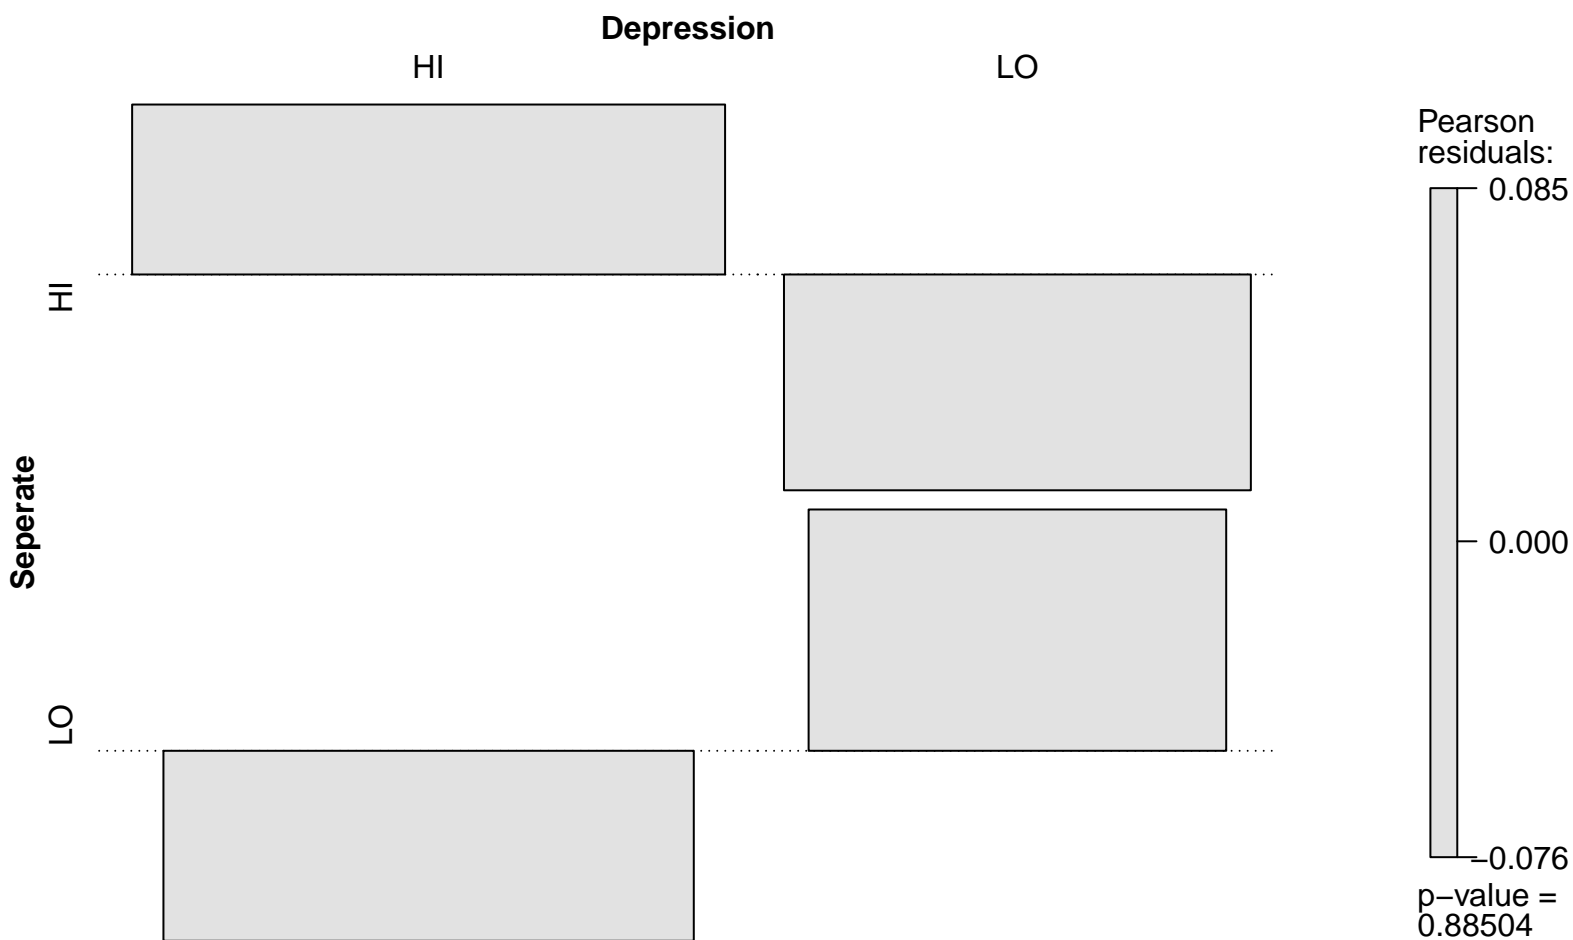 Depression
HI
LO
Pearson
residuals:
0.085
HI
Seperate
0.000
LO
−0.076
p−value =
0.88504